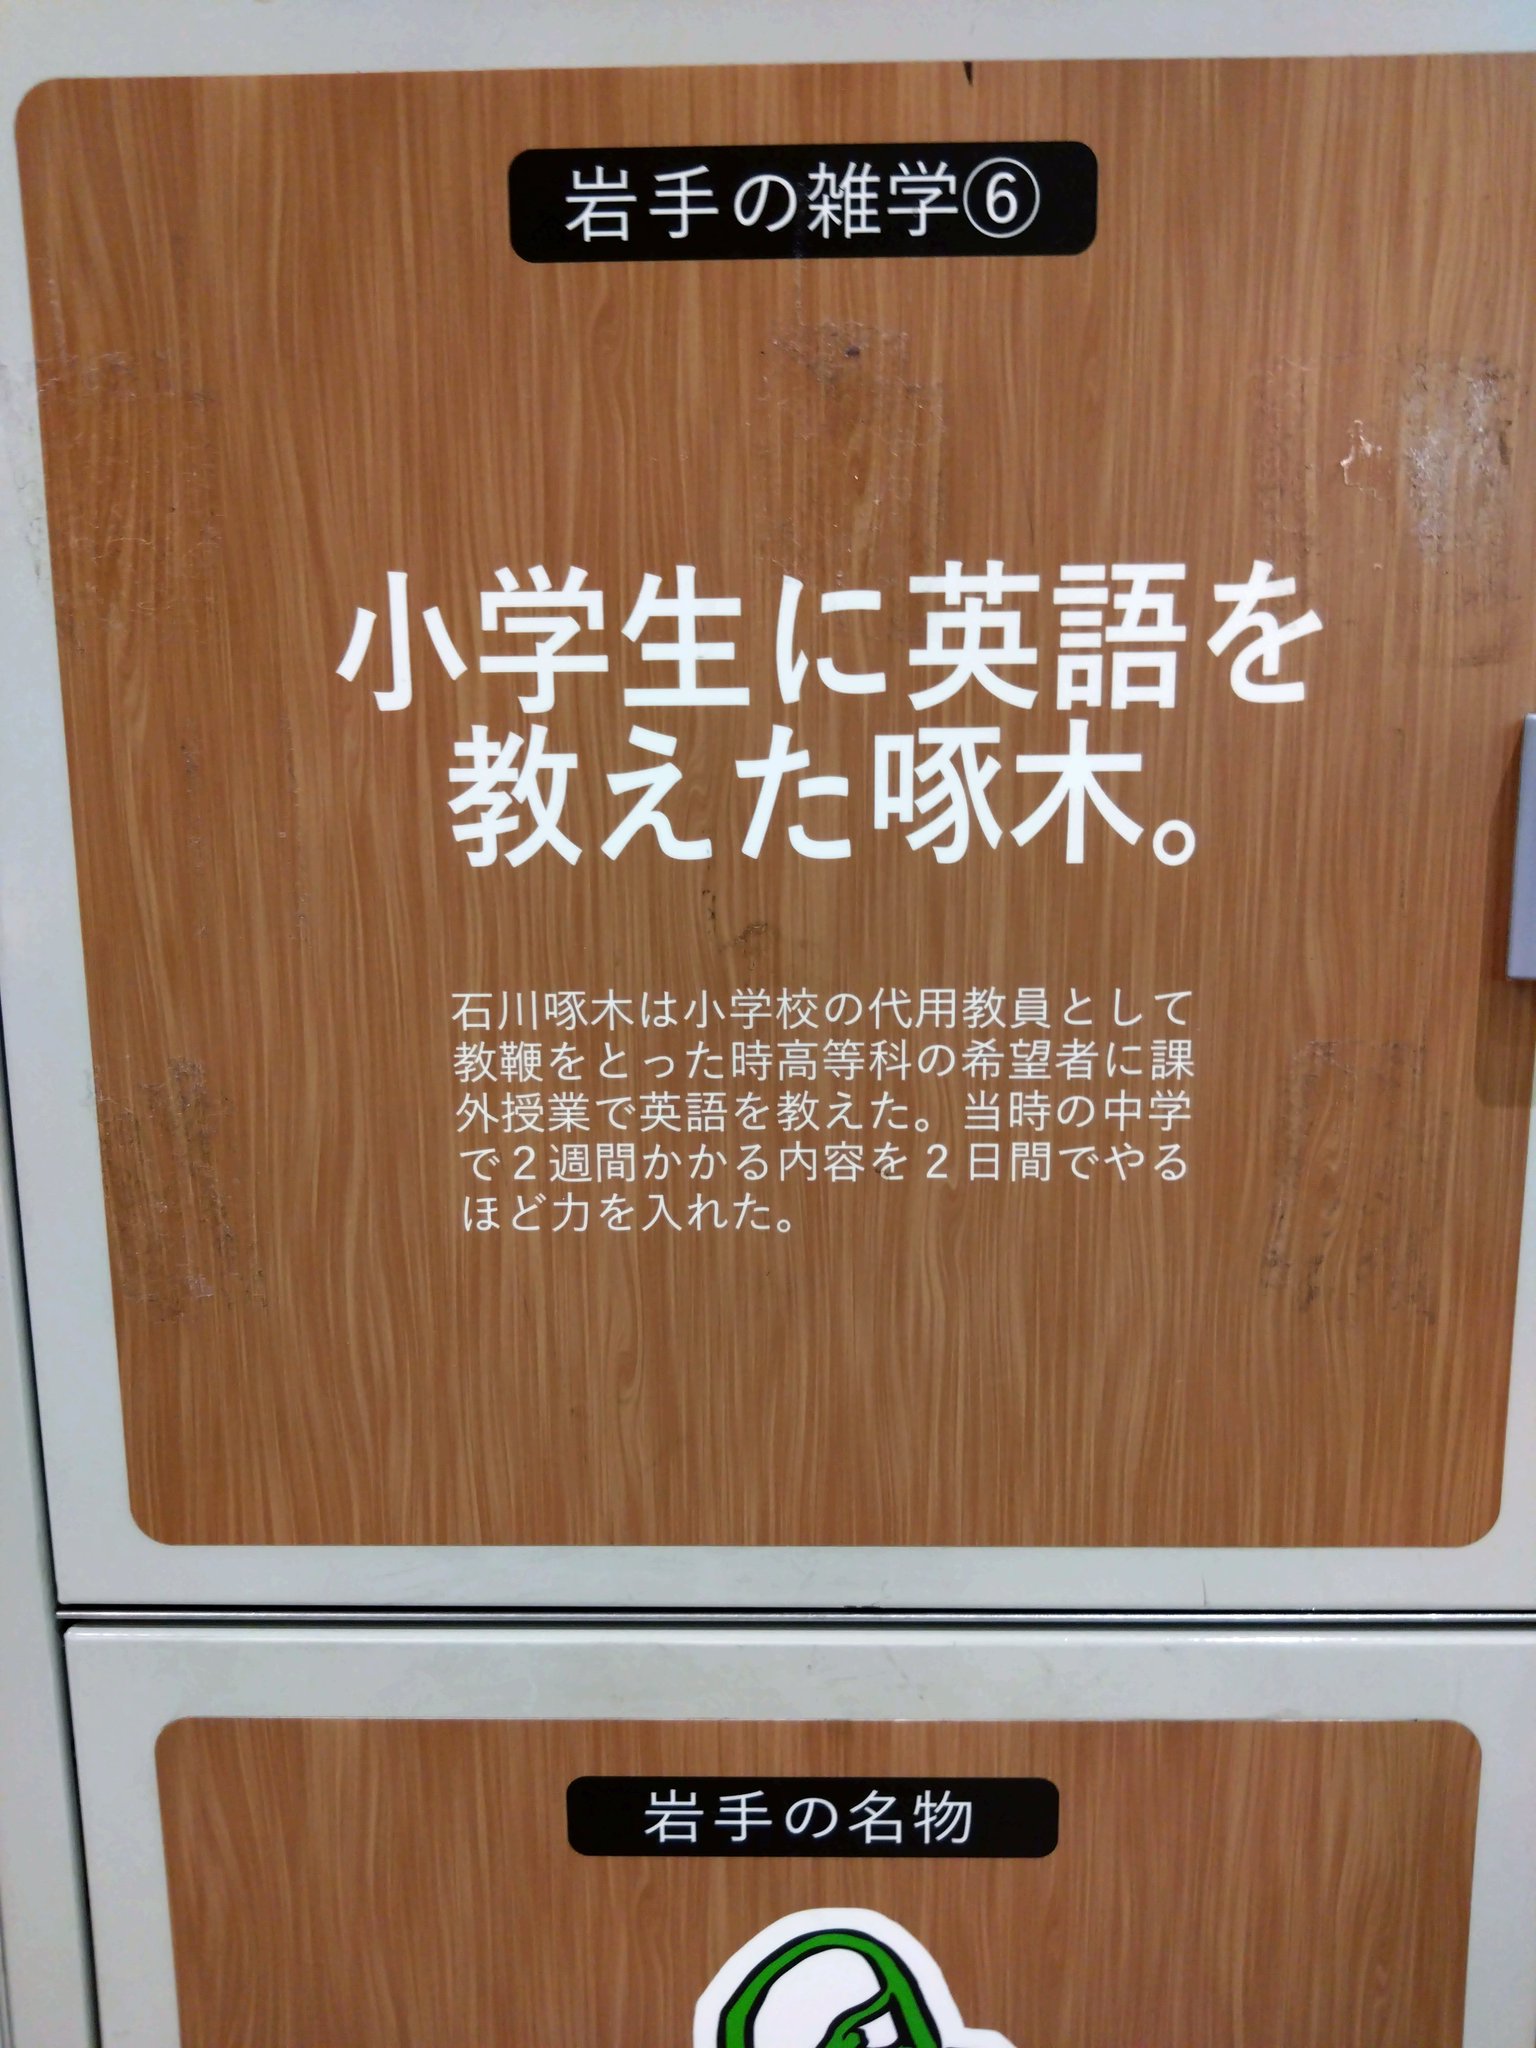 岩手の雑学⑥
小学生に英語を
教えた啄木。
石川啄木は小学校の代用教員として
教鞭をとった時高等科の希望者に課
外授業で英語を教えた。当時の中学
で２週間かかる内容を２日間でやる
ほど力を入れた。
岩手の名物